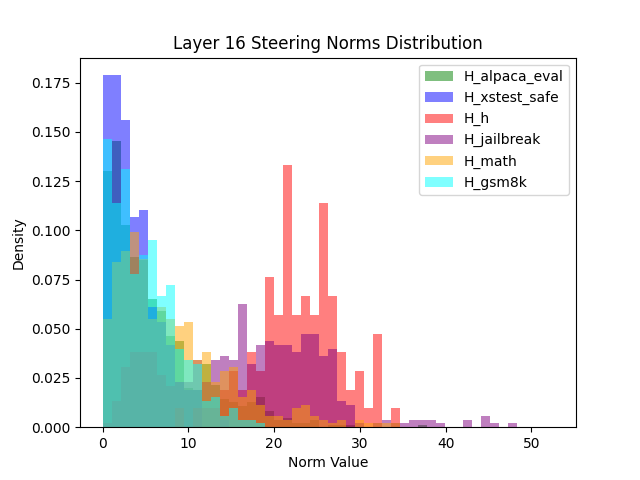 Layer 16 Steering Norms Distribution
H_alpaca_eval
H_xstest_safe
H_h
H_jailbreak
H_math
H_gsm8k
0.175
0.150
0.125
0.100
0.075
0.050
0.025
0.000
Density
0 10 20 30 40 50
Norm Value